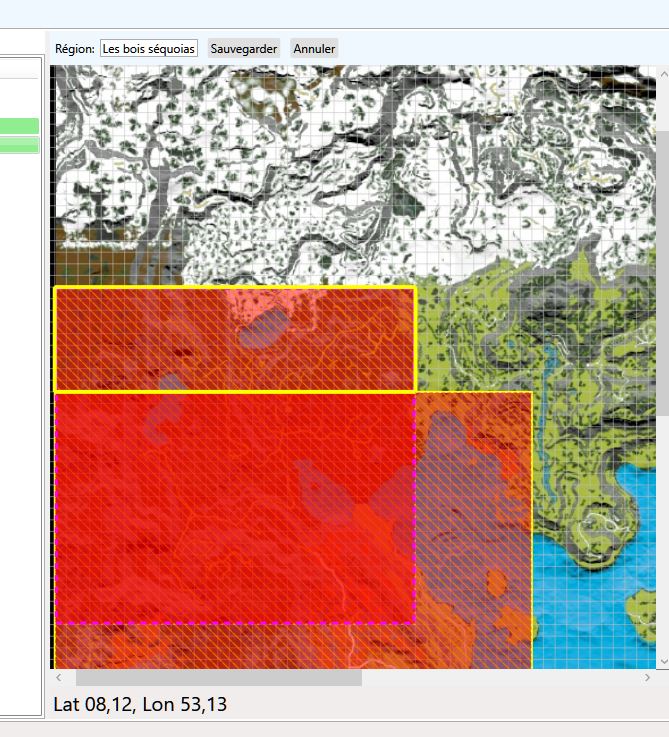 Région: Les bois séquoias Sauvegarder Annuler
Lat 08,12, Lon 53,13